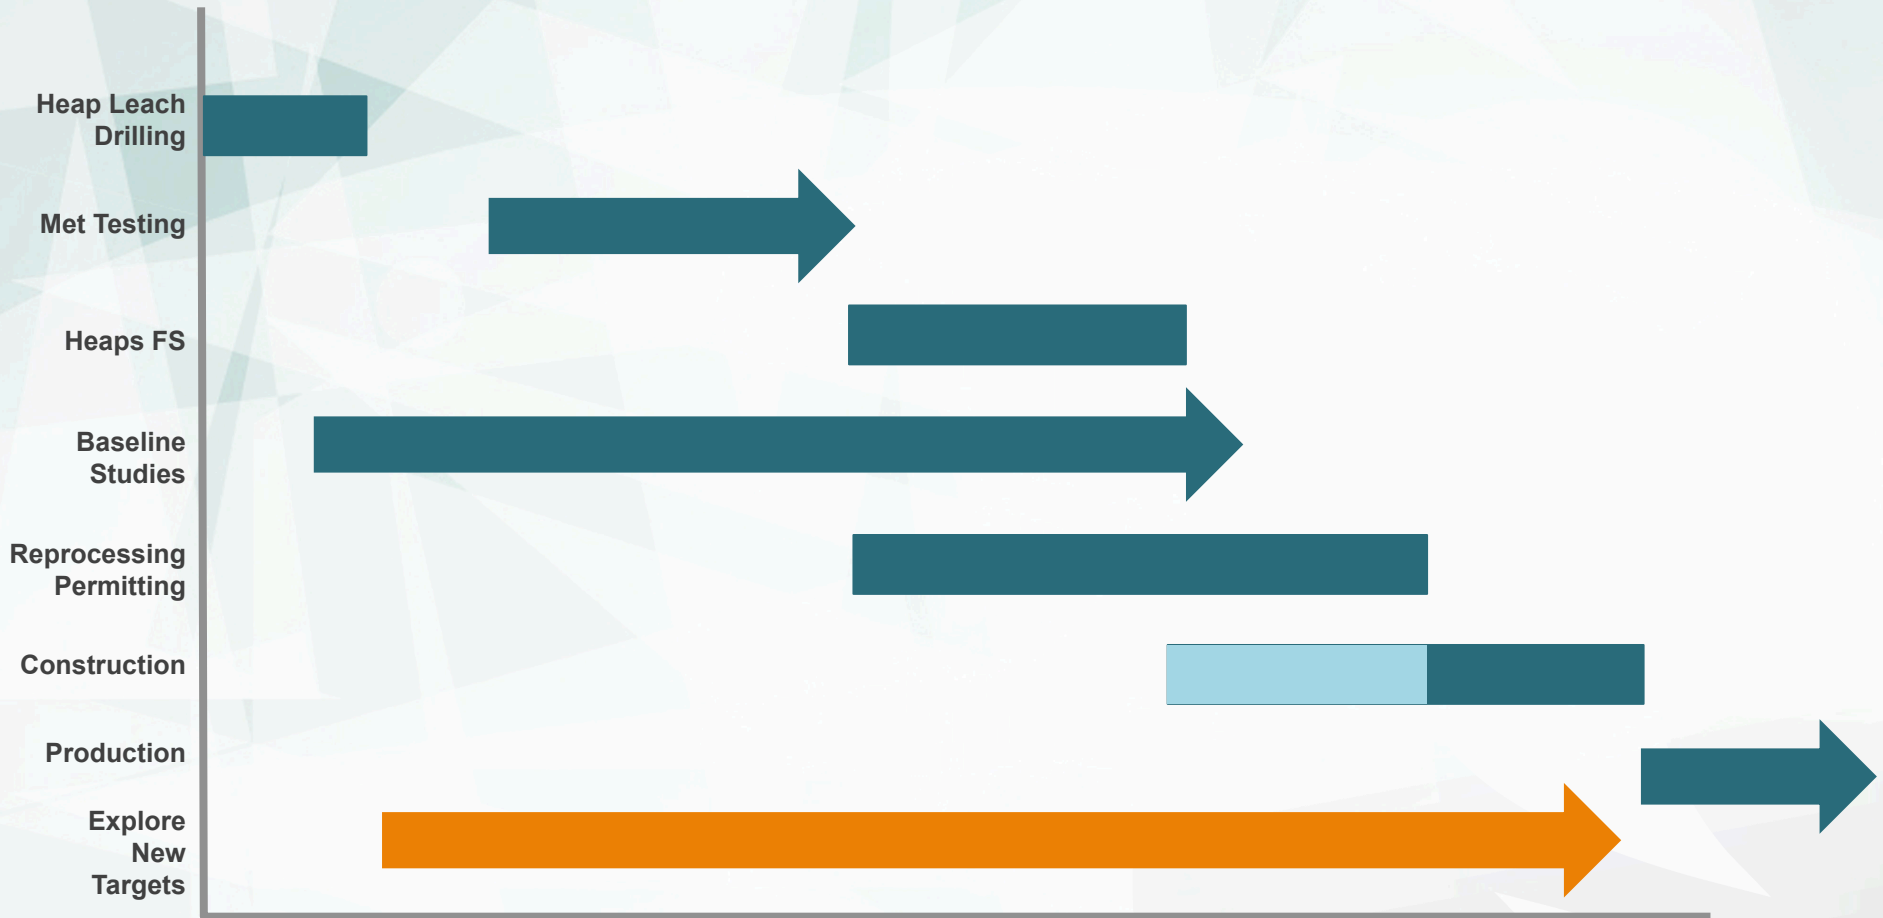 Heap Leach
Drilling
Met Testing
Heaps FS
Baseline
Studies
Reprocessing
Permitting
Construction
Production
Explore
New
Targets